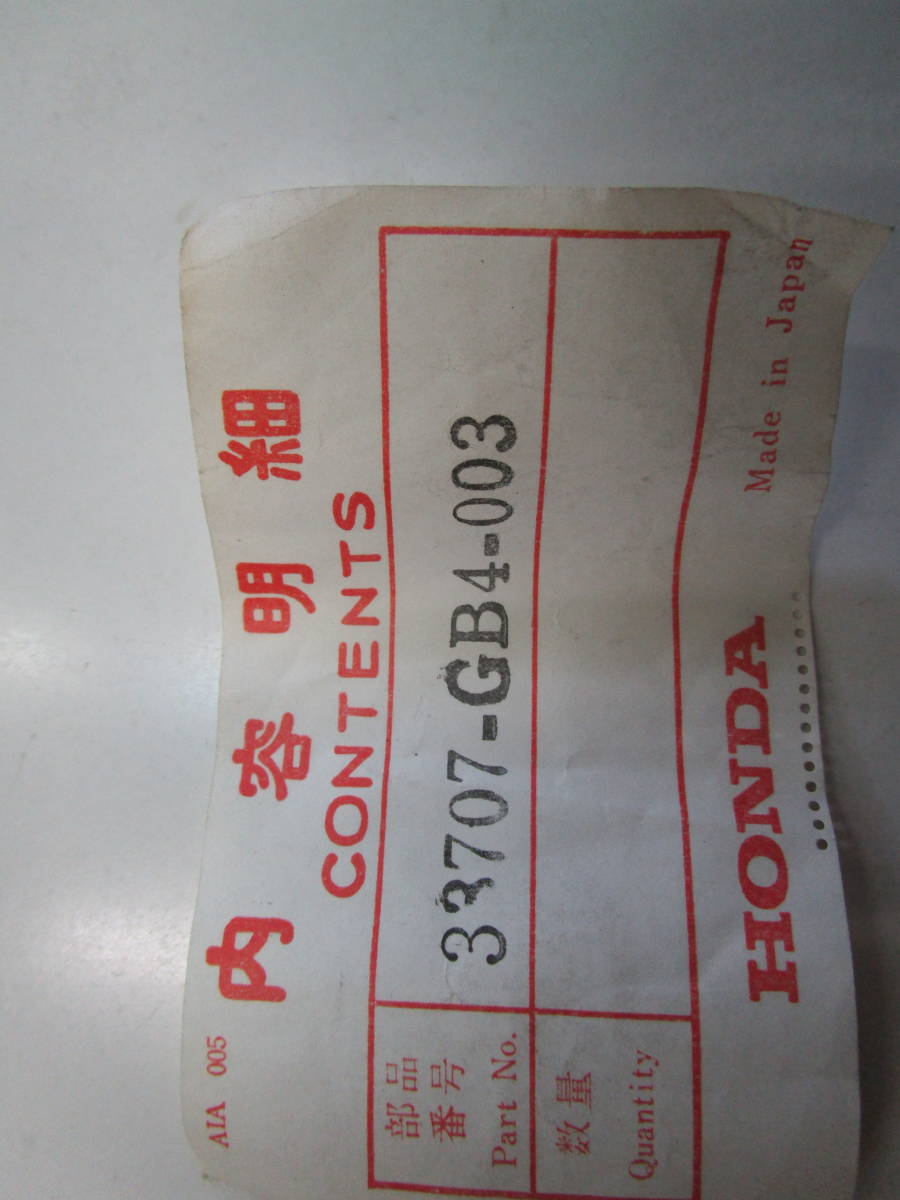 AIA 005
内容明細
CONTENTS
部品
番号
Part No.
33707-GB4-003
数量
Quantity
HONDA
Made in Japan